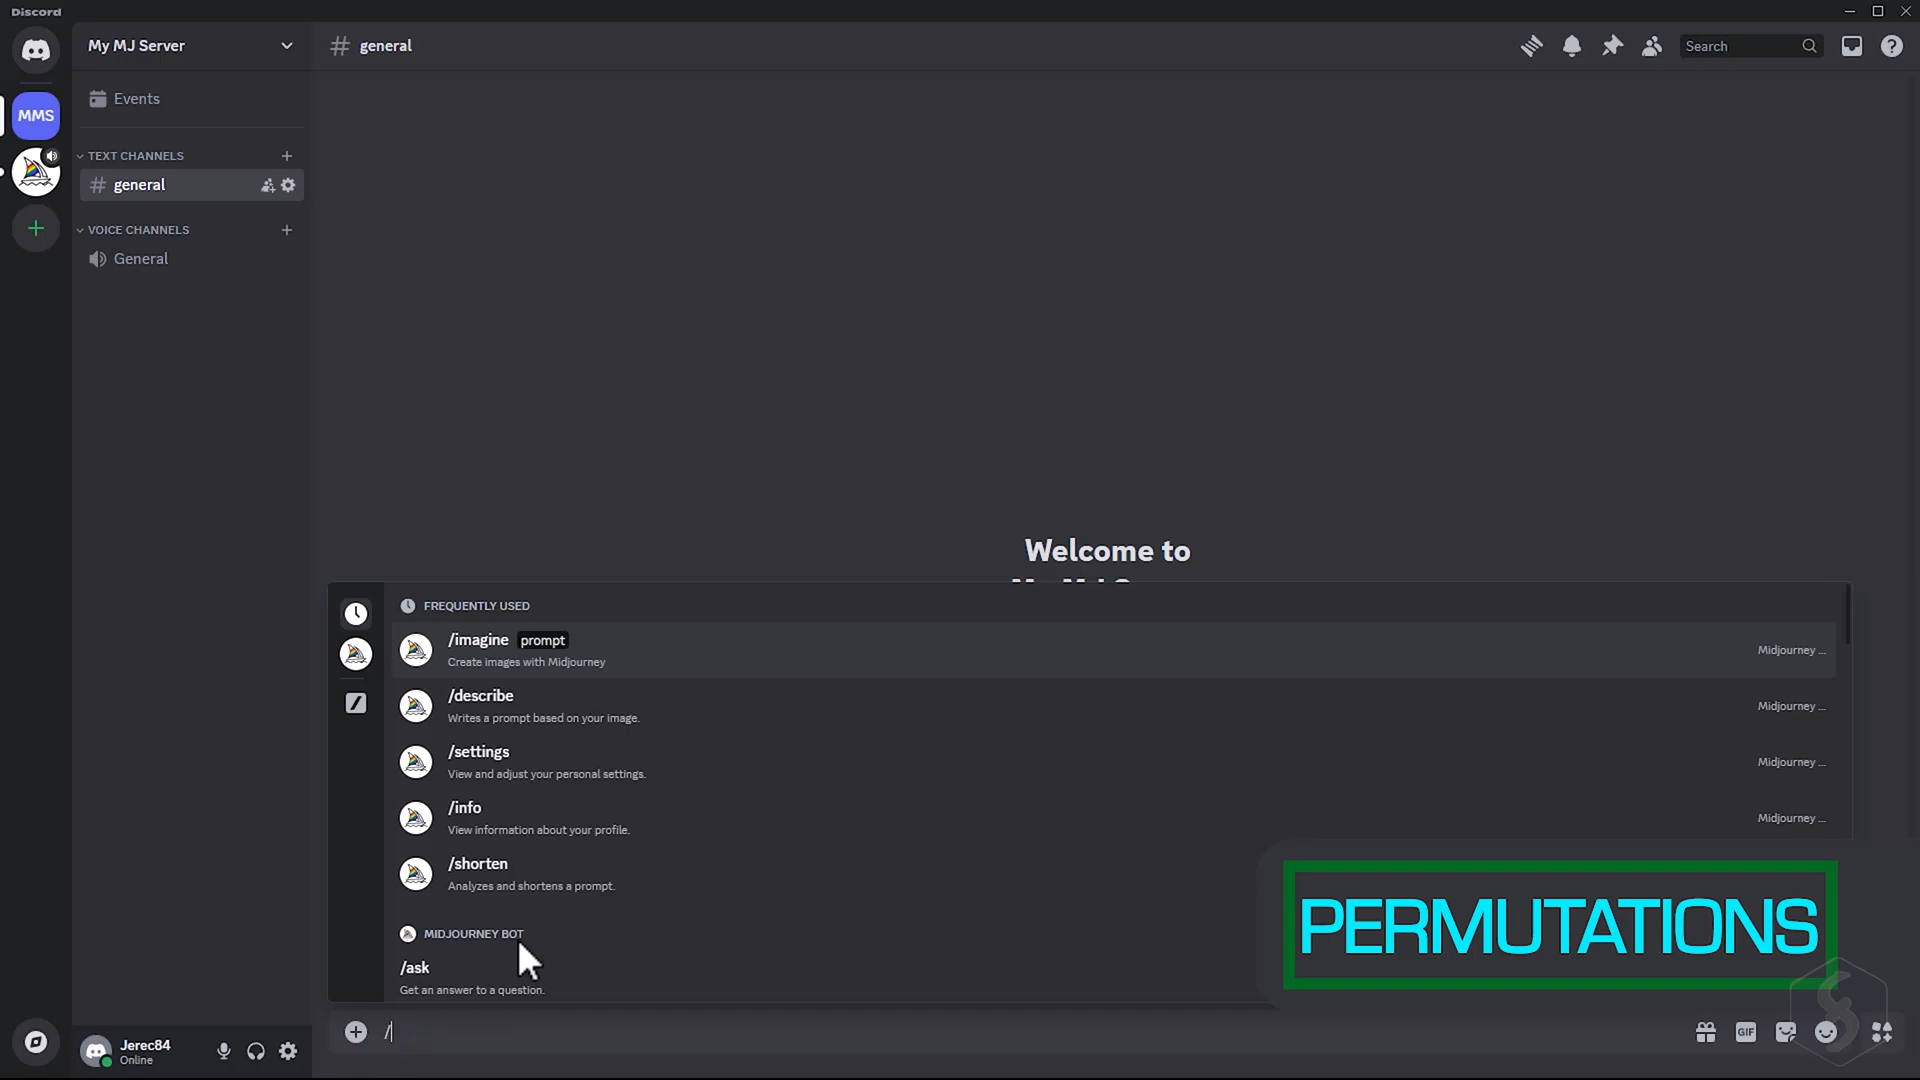 Discord
My MJ Server
general
Search
Events
MMS
TEXT CHANNELS
general
VOICE CHANNELS
General
Welcome to
FREQUENTLY USED
/imagine prompt
Create images with Midjourney
Midjourney ...
/describe
Writes a prompt based on your image.
Midjourney ...
/settings
View and adjust your personal settings.
Midjourney ...
/info
View information about your profile.
Midjourney ...
/shorten
Analyzes and shortens a prompt.
MIDJOURNEY BOT
/ask
Get an answer to a question.
PERMUTATIONS
/
GIF
Jerec84
Online